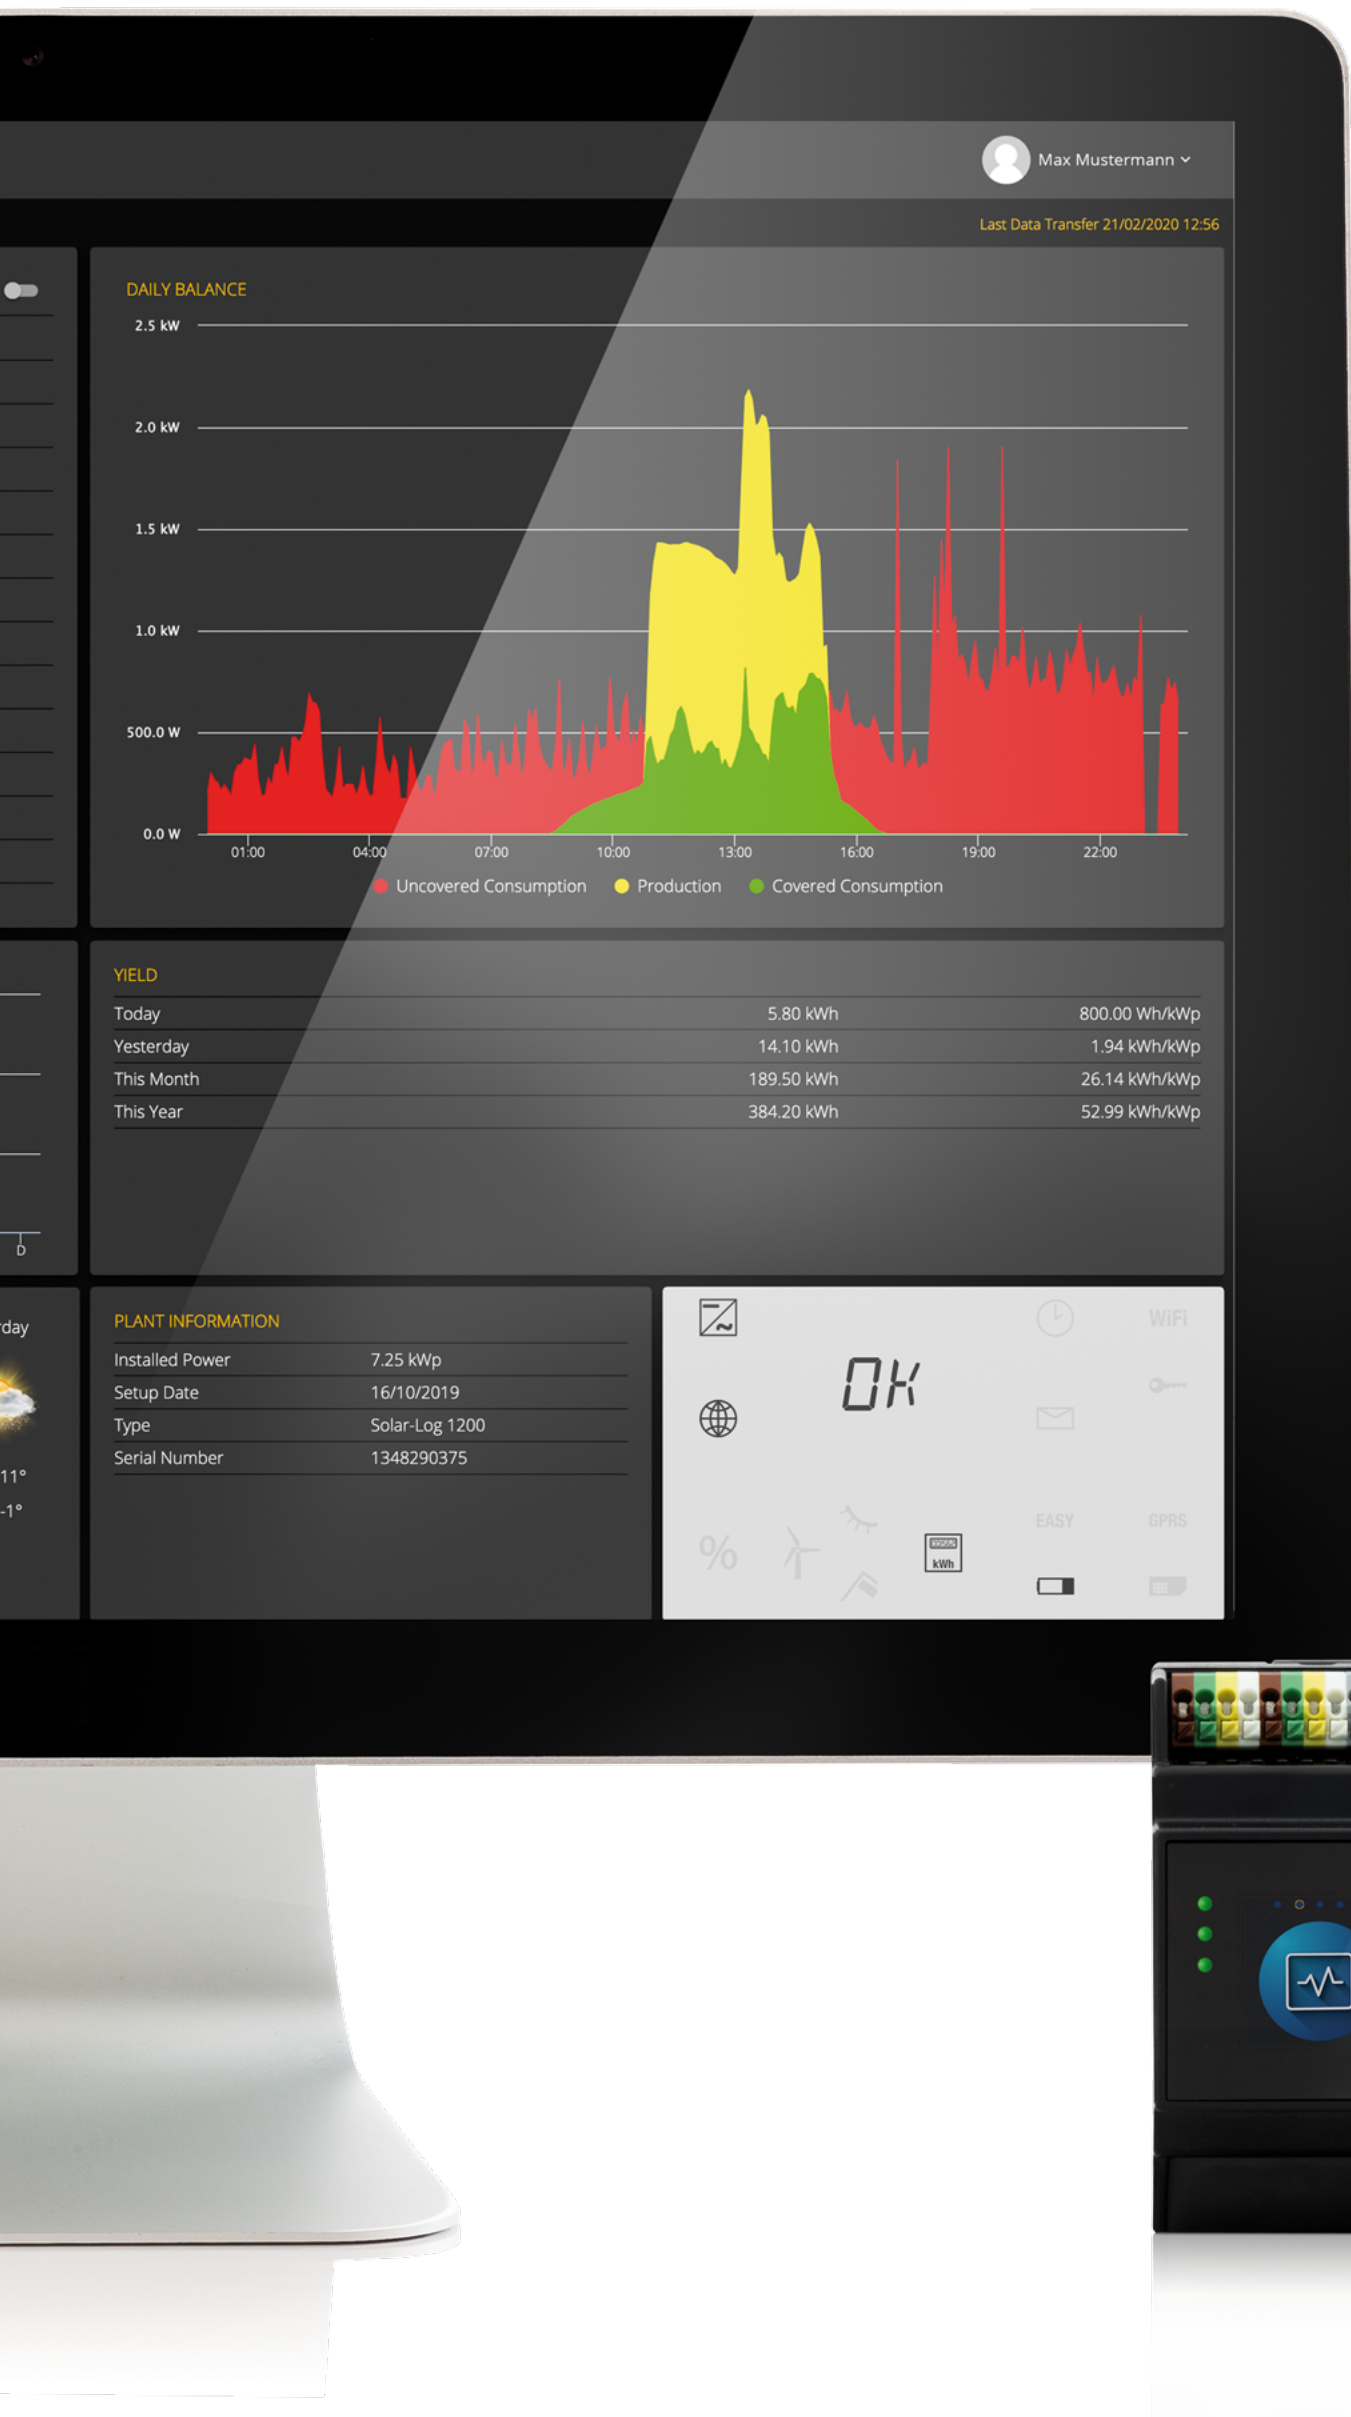 Max Mustermann
Last Data Transfer 21/02/2020 12:56
DAILY BALANCE
2.5 kW
2.0 kW
1.5 kW
1.0 kW
500.0 W
0.0 W
01:00 04:00 07:00 10:00 13:00 16:00 19:00 22:00
Uncovered Consumption Production Covered Consumption
YIELD
Today 5.80 kWh 800.00 Wh/kWp
Yesterday 14.10 kWh 1.94 kWh/kWp
This Month 189.50 kWh 26.14 kWh/kWp
This Year 384.20 kWh 52.99 kWh/kWp
D
rday
11°
-1°
PLANT INFORMATION
Installed Power 7.25 kWp
Setup Date 16/10/2019
Type Solar-Log 1200
Serial Number 1348290375
WiFi
OK
EASY GPRS
%
kWh